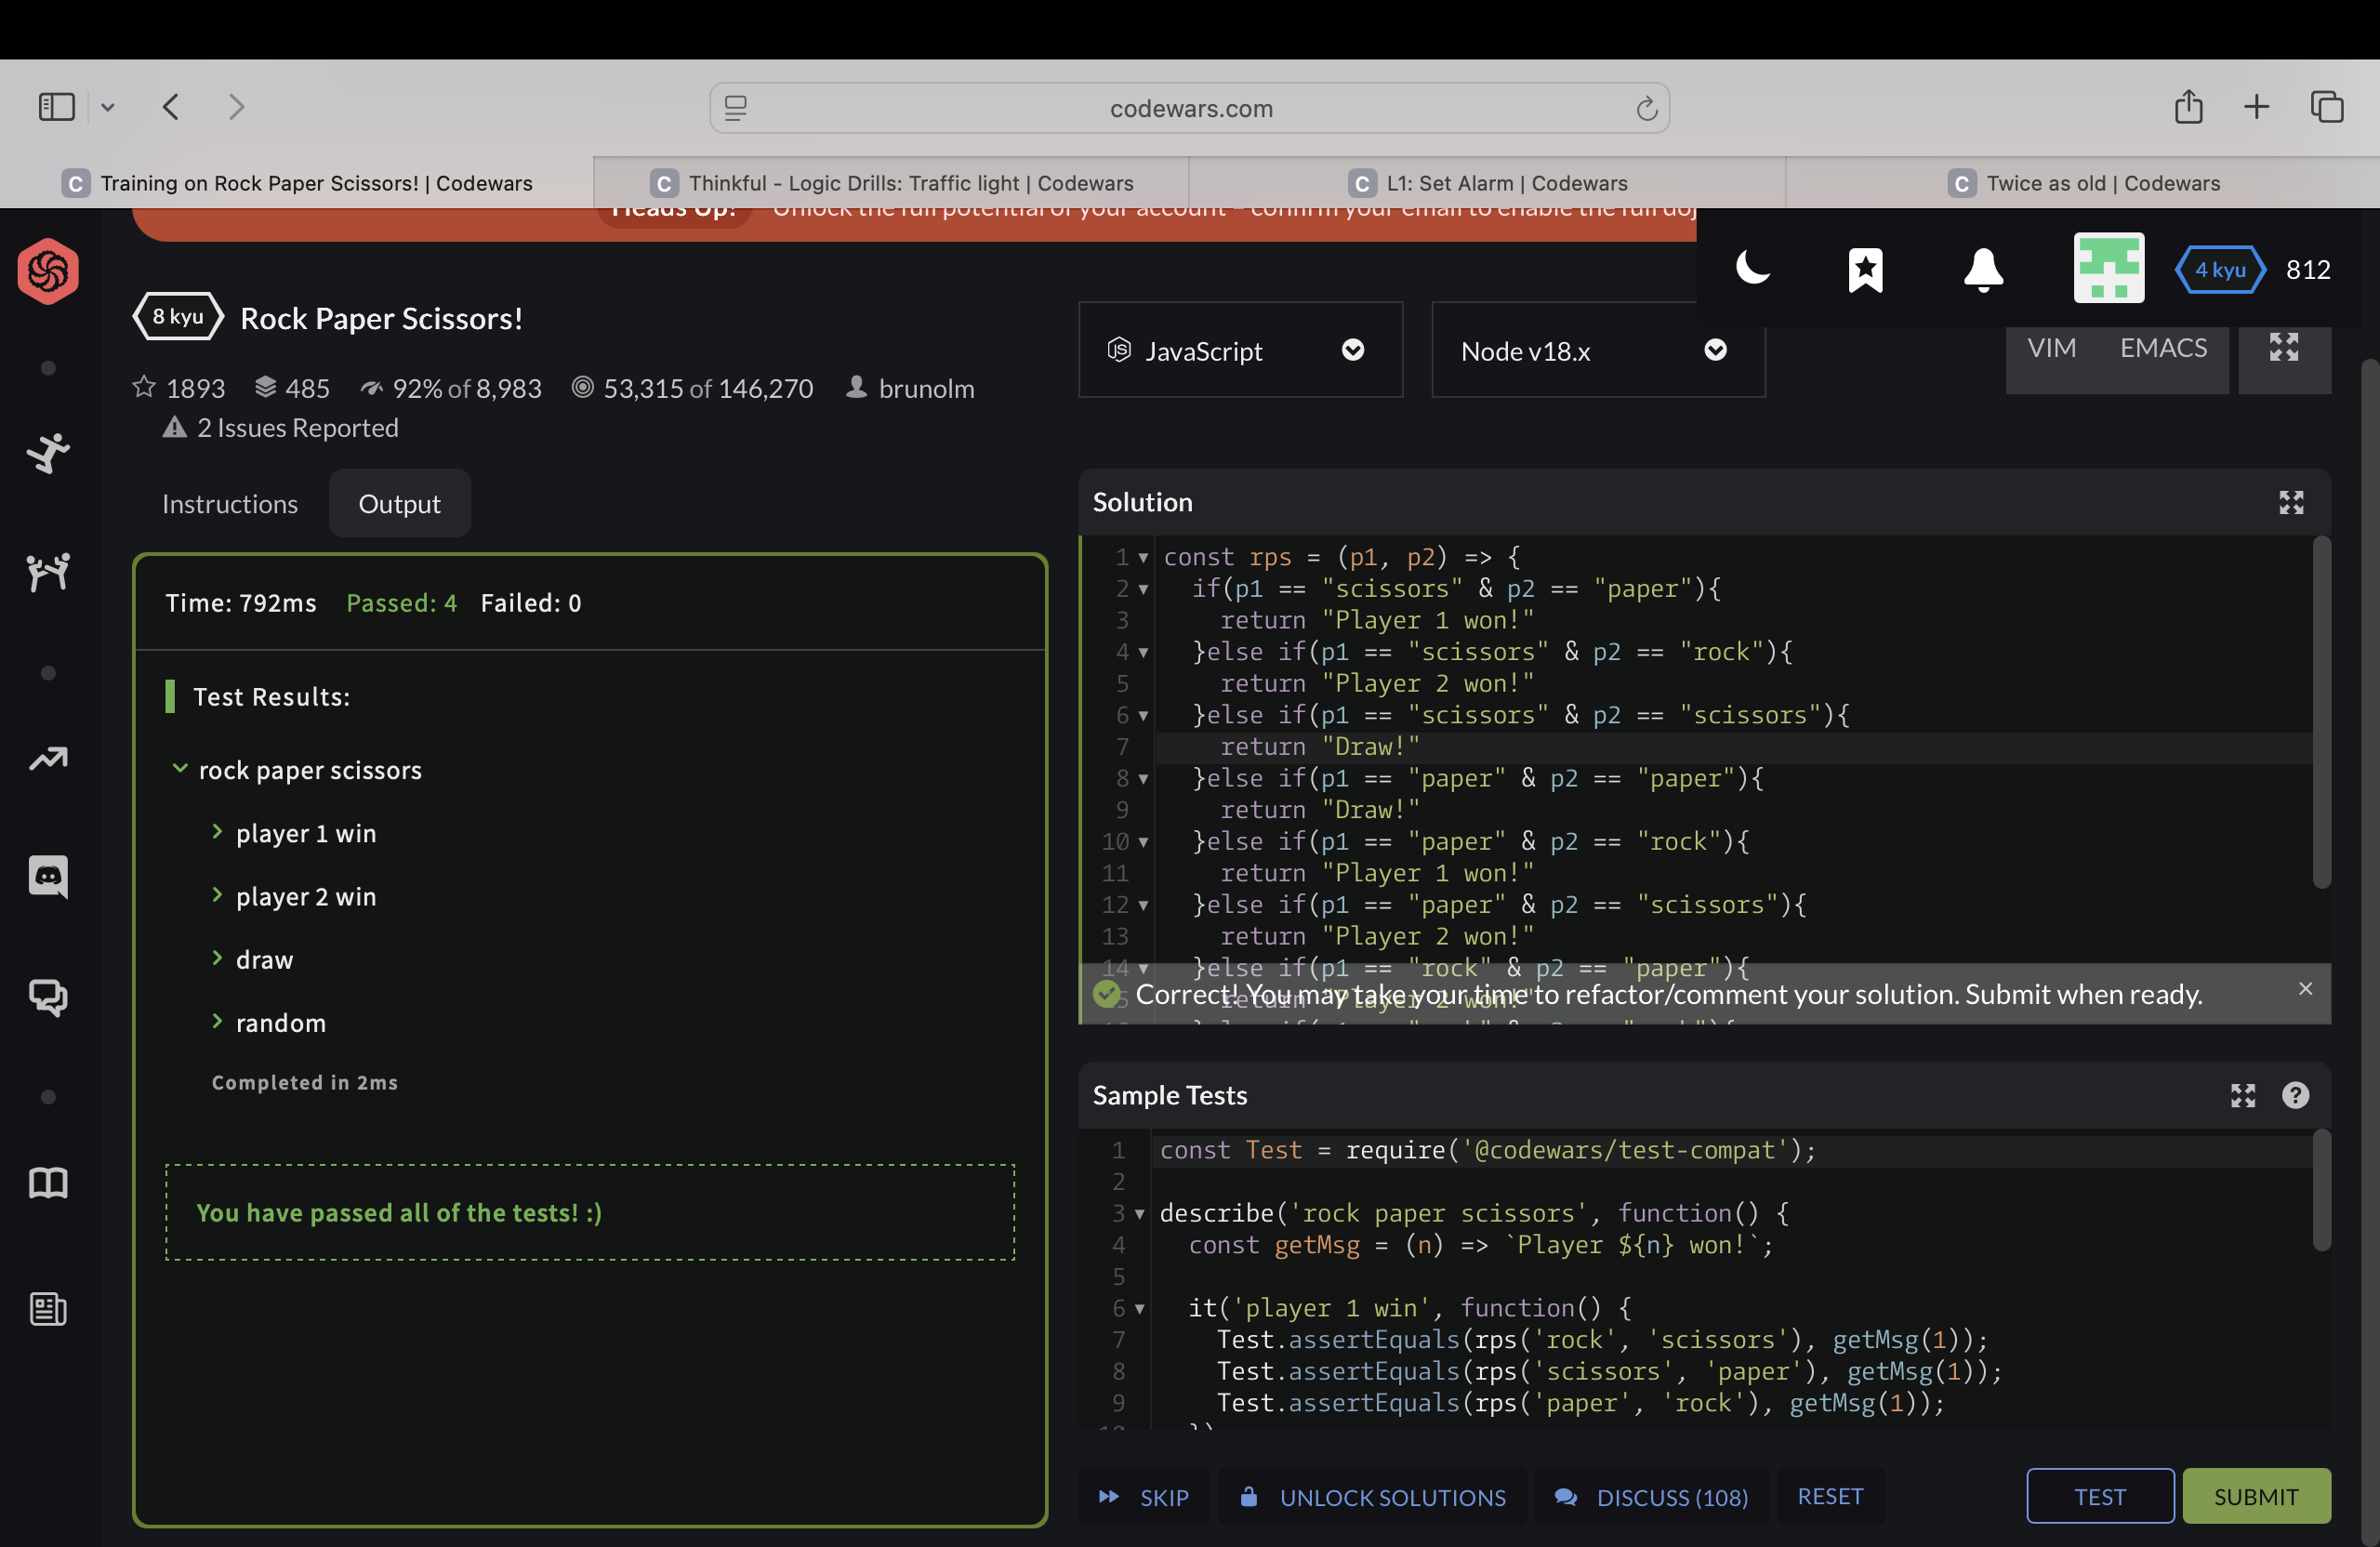 codewars.com
Training on Rock Paper Scissors! | Codewars
Thinkful - Logic Drills: Traffic light | Codewars
L1: Set Alarm | Codewars
Twice as old | Codewars
Heads Up! Unlock the full potential of your account - confirm your email to enable the full
4 kyu 812
8 kyu Rock Paper Scissors!
1893 485 92% of 8,983 53,315 of 146,270 brunolm
2 Issues Reported
JavaScript
Node v18.x
VIM EMACS
Instructions Output
Time: 792ms Passed: 4 Failed: 0
Test Results:
rock paper scissors
player 1 win
player 2 win
draw
random
Completed in 2ms
You have passed all of the tests! :)
Solution
1 const rps = (p1, p2) => {
2 if(p1 == "scissors" & p2 == "paper"){
3 return "Player 1 won!"
4 }else if(p1 == "scissors" & p2 == "rock"){
5 return "Player 2 won!"
6 }else if(p1 == "scissors" & p2 == "scissors"){
7 return "Draw!"
8 }else if(p1 == "paper" & p2 == "paper"){
9 return "Draw!"
10 }else if(p1 == "paper" & p2 == "rock"){
11 return "Player 1 won!"
12 }else if(p1 == "paper" & p2 == "scissors"){
13 return "Player 2 won!"
14 }else if(p1 == "rock" & p2 == "paper"){
Correct! You may take your time to refactor/comment your solution. Submit when ready.
Sample Tests
1 const Test = require('@codewars/test-compat');
2
3 describe('rock paper scissors', function() {
4 const getMsg = (n) => `Player ${n} won!`;
5
6 it('player 1 win', function() {
7 Test.assertEquals(rps('rock', 'scissors'), getMsg(1));
8 Test.assertEquals(rps('scissors', 'paper'), getMsg(1));
9 Test.assertEquals(rps('paper', 'rock'), getMsg(1));
SKIP UNLOCK SOLUTIONS DISCUSS (108) RESET TEST SUBMIT